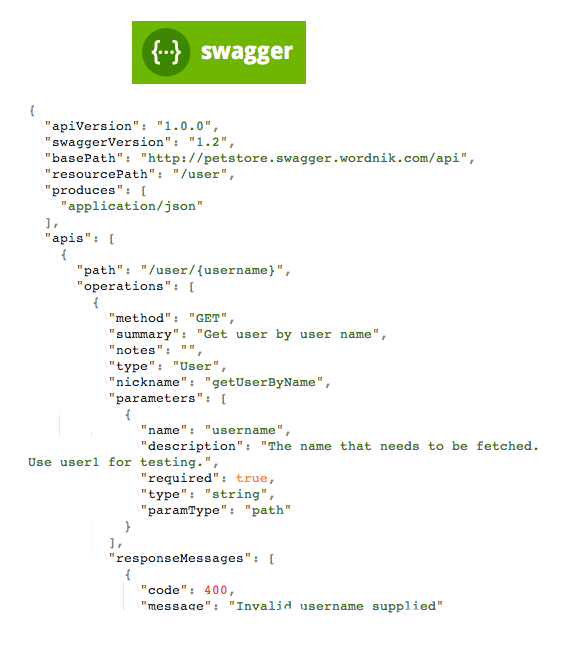 {···} swagger
{
"apiVersion": "1.0.0",
"swaggerVersion": "1.2",
"basePath": "http://petstore.swagger.wordnik.com/api",
"resourcePath": "/user",
"produces": [
"application/json"
],
"apis": [
{
"path": "/user/{username}",
"operations": [
{
"method": "GET",
"summary": "Get user by user name",
"notes": "",
"type": "User",
"nickname": "getUserByName",
"parameters": [
{
"name": "username",
"description": "The name that needs to be fetched.
Use user1 for testing.",
"required": true,
"type": "string",
"paramType": "path"
}
],
"responseMessages": [
{
"code": 400,
"message": "Invalid username supplied"